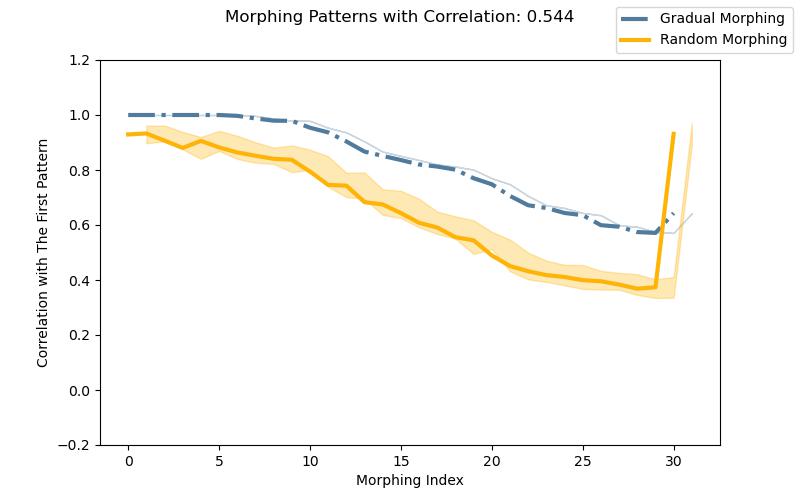 Morphing Patterns with Correlation: 0.544
Gradual Morphing
Random Morphing
1.2
1.0
0.8
0.6
0.4
0.2
0.0
−0.2
Correlation with The First Pattern
0 5 10 15 20 25 30
Morphing Index